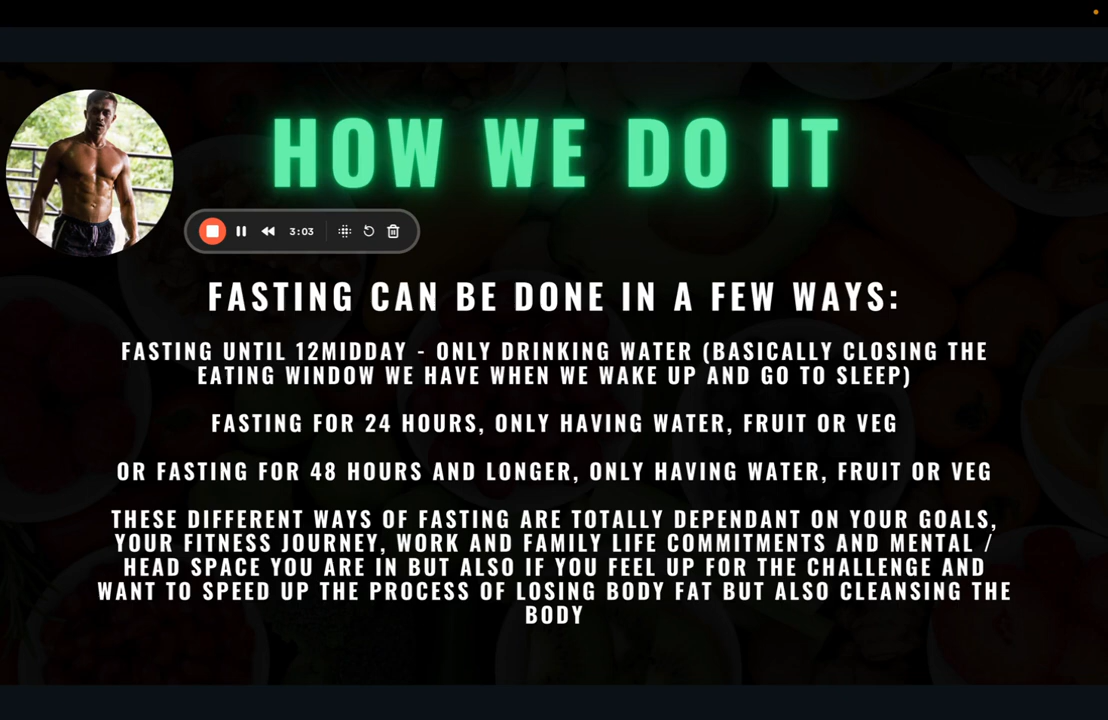 HOW WE DO IT
3:03
FASTING CAN BE DONE IN A FEW WAYS:
FASTING UNTIL 12MIDDAY - ONLY DRINKING WATER (BASICALLY CLOSING THE
EATING WINDOW WE HAVE WHEN WE WAKE UP AND GO TO SLEEP)
FASTING FOR 24 HOURS, ONLY HAVING WATER, FRUIT OR VEG
OR FASTING FOR 48 HOURS AND LONGER, ONLY HAVING WATER, FRUIT OR VEG
THESE DIFFERENT WAYS OF FASTING ARE TOTALLY DEPENDANT ON YOUR GOALS,
YOUR FITNESS JOURNEY, WORK AND FAMILY LIFE COMMITMENTS AND MENTAL /
HEAD SPACE YOU ARE IN BUT ALSO IF YOU FEEL UP FOR THE CHALLENGE AND
WANT TO SPEED UP THE PROCESS OF LOSING BODY FAT BUT ALSO CLEANSING THE
BODY